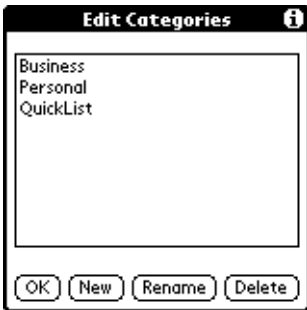 Edit Categories i
Business
Personal
QuickList
OK New Rename Delete